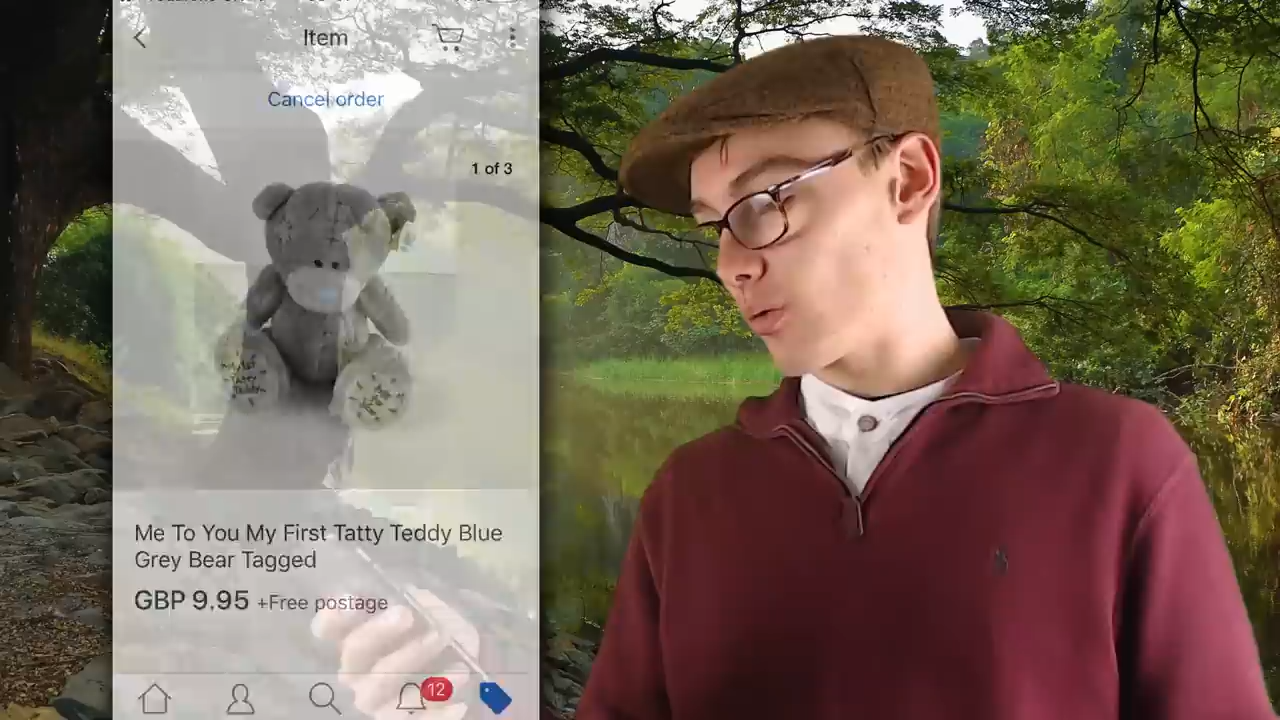 Item
Cancel order
1 of 3
Me To You My First Tatty Teddy Blue
Grey Bear Tagged
GBP 9.95 +Free postage
12